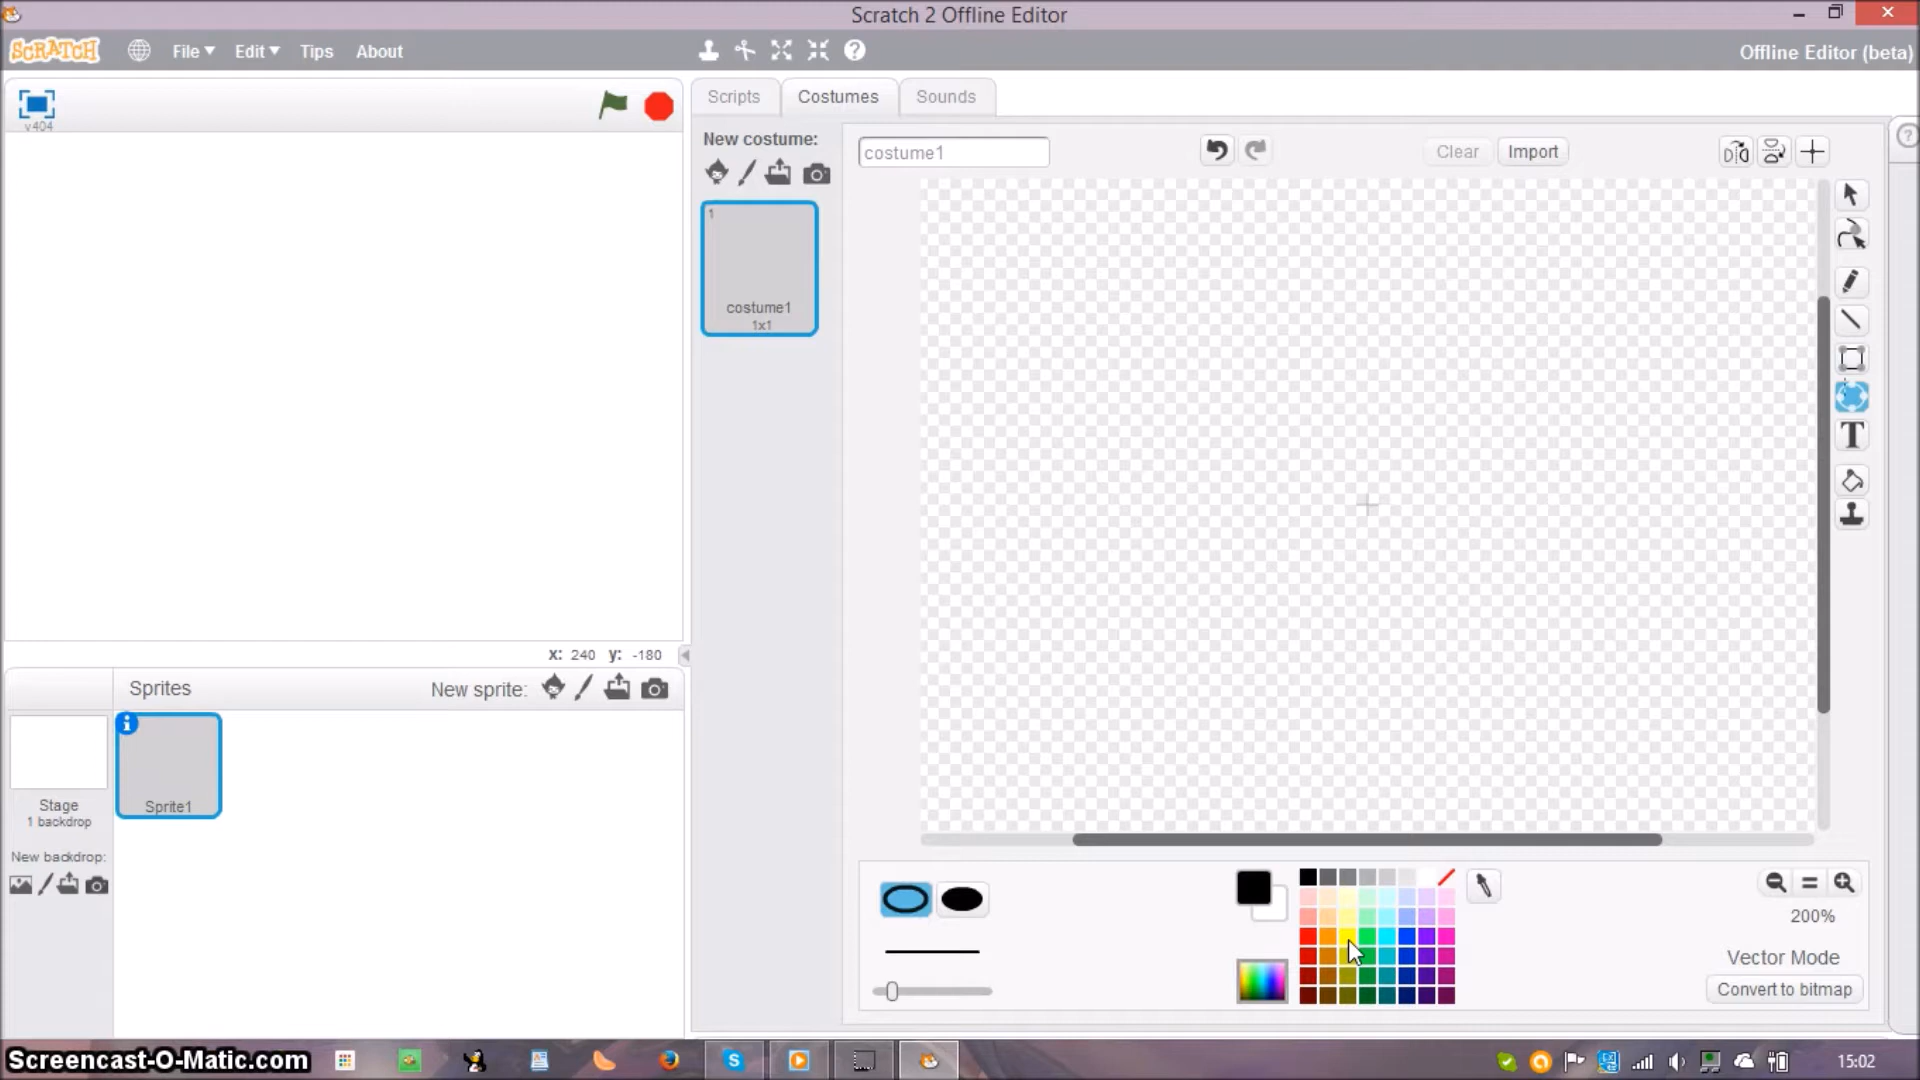 Scratch 2 Offline Editor
SCRATCH
File
Edit
Tips
About
Offline Editor (beta)
v404
Scripts
Costumes
Sounds
New costume:
costume1
Clear
Import
1
costume1
1x1
x: 240 y: -180
Sprites
New sprite:
Sprite1
Stage
1 backdrop
New backdrop:
T
200%
Vector Mode
Convert to bitmap
Screencast-O-Matic.com
15:02